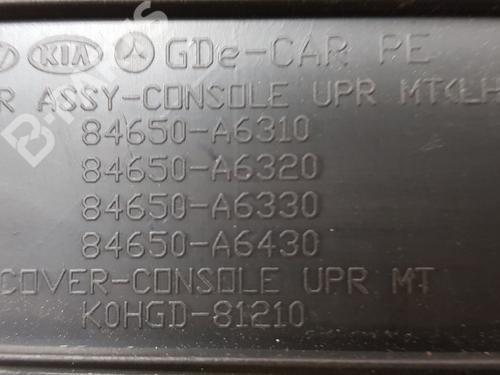 KIA GDe-CAR PE
R ASSY-CONSOLE UPR MT<LH
84650-A6310
84650-A6320
84650-A6330
84650-A6430
COVER-CONSOLE UPR MT
K0HGD-81210